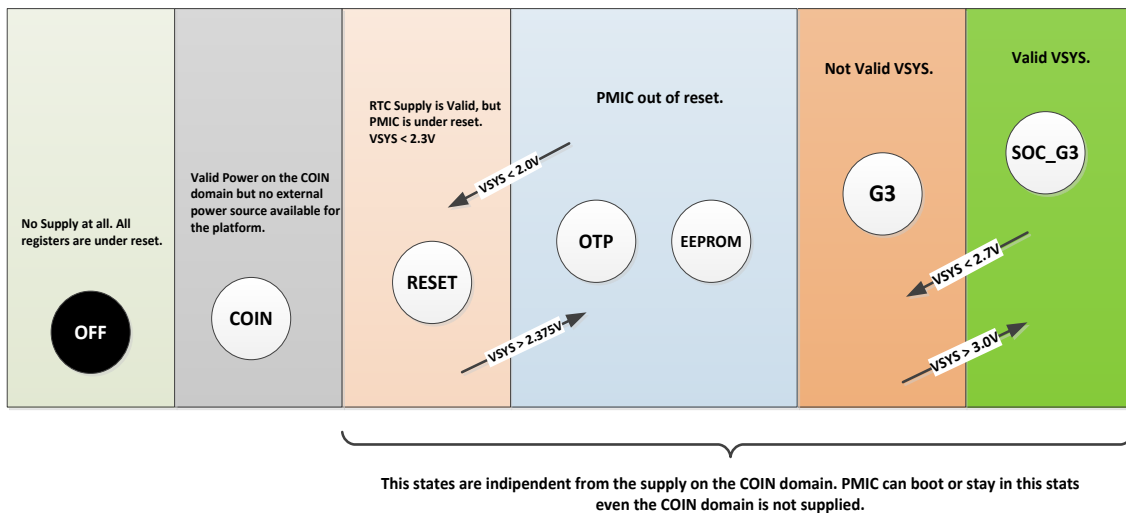 No Supply at all. All
registers are under reset.
OFF
Valid Power on the COIN
domain but no external
power source available for
the platform.
COIN
RTC Supply is Valid, but
PMIC is under reset.
VSYS < 2.3V
RESET
VSYS < 2.0V
VSYS > 2.375V
PMIC out of reset.
OTP
EEPROM
Not Valid VSYS.
G3
Valid VSYS.
SOC_G3
VSYS < 2.7V
VSYS > 3.0V
This states are indipendent from the supply on the COIN domain. PMIC can boot or stay in this stats
even the COIN domain is not supplied.